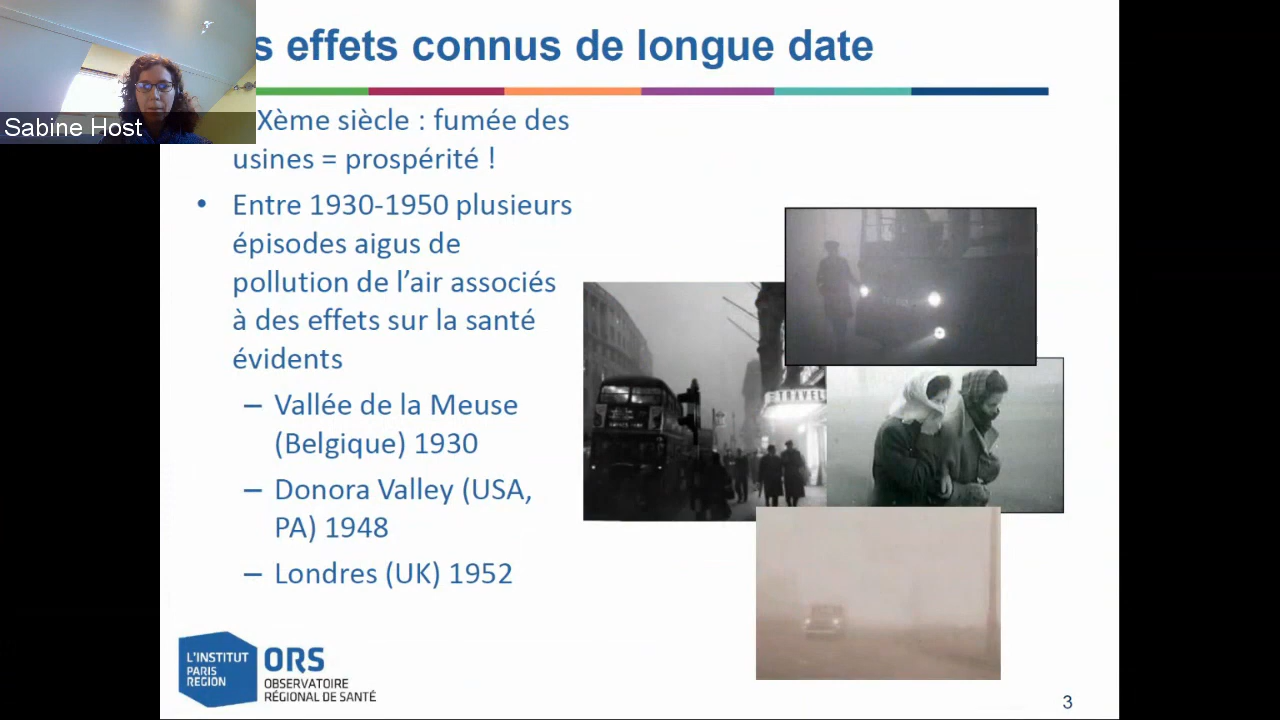 s effets connus de longue date
Sabine Host
Xème siècle : fumée des
usines = prospérité !
• Entre 1930-1950 plusieurs
épisodes aigus de
pollution de l'air associés
à des effets sur la santé
évidents
– Vallée de la Meuse
(Belgique) 1930
– Donora Valley (USA,
PA) 1948
– Londres (UK) 1952
TRAVEL
L'INSTITUT
PARIS
REGION
ORS
OBSERVATOIRE
RÉGIONAL DE SANTÉ
3